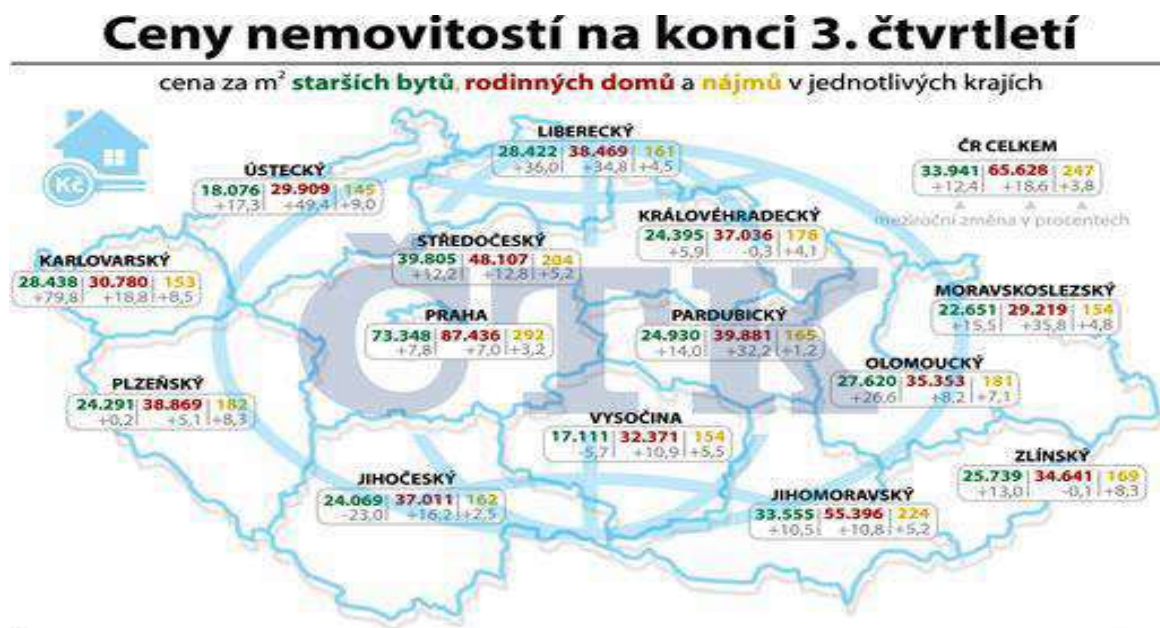 Ceny nemovitostí na konci 3. čtvrtletí
cena za m² starších bytů, rodinných domů a nájmů v jednotlivých krajích
Kč
LIBERECKÝ
28.422 38.469 161
+36,0 +34,8 +4,5
ČR CELKEM
33.941 65.628 247
+12,4 +18,6 +3,8
meziroční změna v procentech
ÚSTECKÝ
18.076 29.909 145
+17,3 +49,4 +9,0
KRÁLOVÉHRADECKÝ
24.395 37.036 176
+5,9 -0,3 +4,1
STŘEDOČESKÝ
39.805 48.107 204
+12,2 +12,8 +5,2
KARLOVARSKÝ
28.438 30.780 153
+79,8 +18,8 +8,5
MORAVSKOSLEZSKÝ
22.651 29.219 154
+15,5 +35,8 +4,8
PRAHA
73.348 87.436 292
+7,8 +7,0 +3,2
PARDUBICKÝ
24.930 39.881 165
+14,0 +32,2 +1,2
OLOMOUCKÝ
27.620 35.353 181
+26,6 +8,2 +7,1
PLZEŇSKÝ
24.291 38.869 182
+0,2 +5,1 +8,3
VYSOČINA
17.111 32.371 154
-5,7 +10,9 +5,5
ZLÍNSKÝ
25.739 34.641 169
+13,0 -0,1 +8,3
JIHOČESKÝ
24.069 37.011 162
-23,0 +16,2 +2,5
JIHOMORAVSKÝ
33.555 55.396 224
+10,5 +10,8 +5,2
ČTK